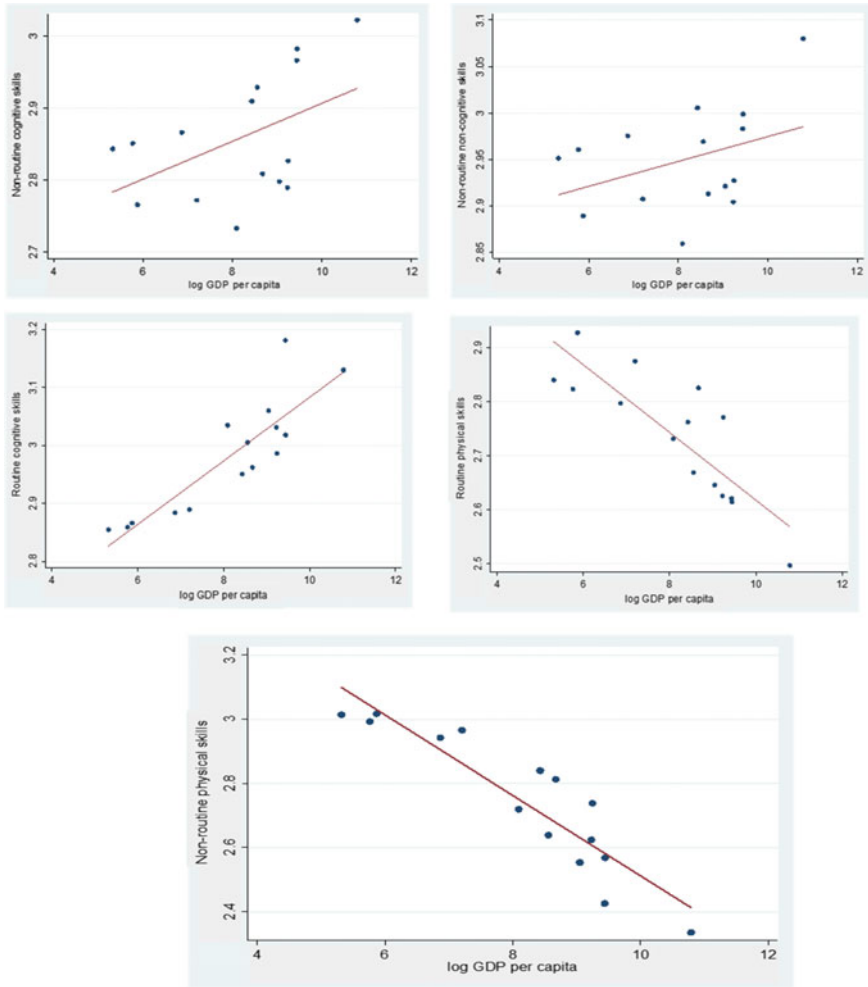 Non-routine cognitive skills
3
2.9
2.8
2.7
4 6 8 10 12
log GDP per capita
Non-routine non-cognitive skills
3.1
3.05
3
2.95
2.9
2.85
4 6 8 10 12
log GDP per capita
Routine cognitive skills
3.2
3.1
3
2.9
2.8
4 6 8 10 12
log GDP per capita
Routine physical skills
2.9
2.8
2.7
2.6
2.5
4 6 8 10 12
log GDP per capita
Non-routine physical skills
3.2
3
2.8
2.6
2.4
4 6 8 10 12
log GDP per capita